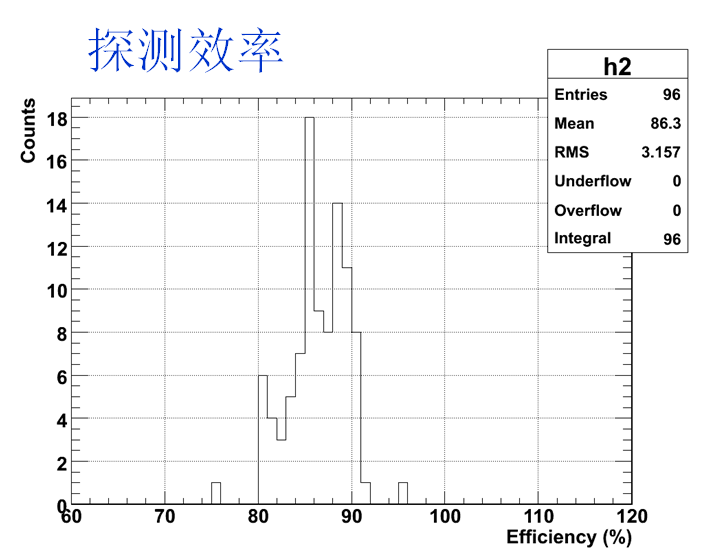 探测效率
h2
Entries 96
Mean 86.3
RMS 3.157
Underflow 0
Overflow 0
Integral 96
Counts
18
16
14
12
10
8
6
4
2
0
60 70 80 90 100 110 120
Efficiency (%)